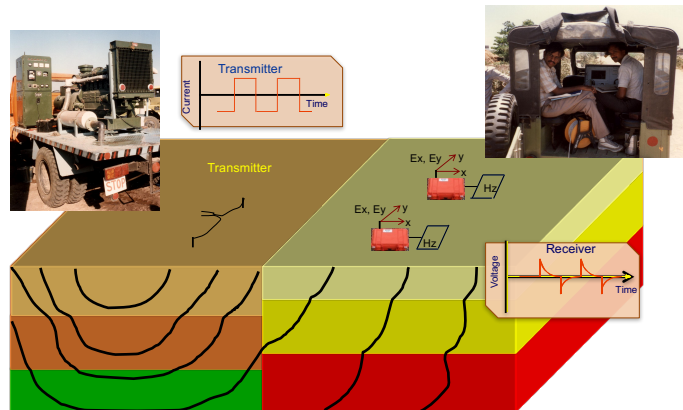 Transmitter
Current
Time
STOP
Transmitter
Ex, Ey
y
x
Hz
Ex, Ey
y
x
Hz
Receiver
Voltage
Time